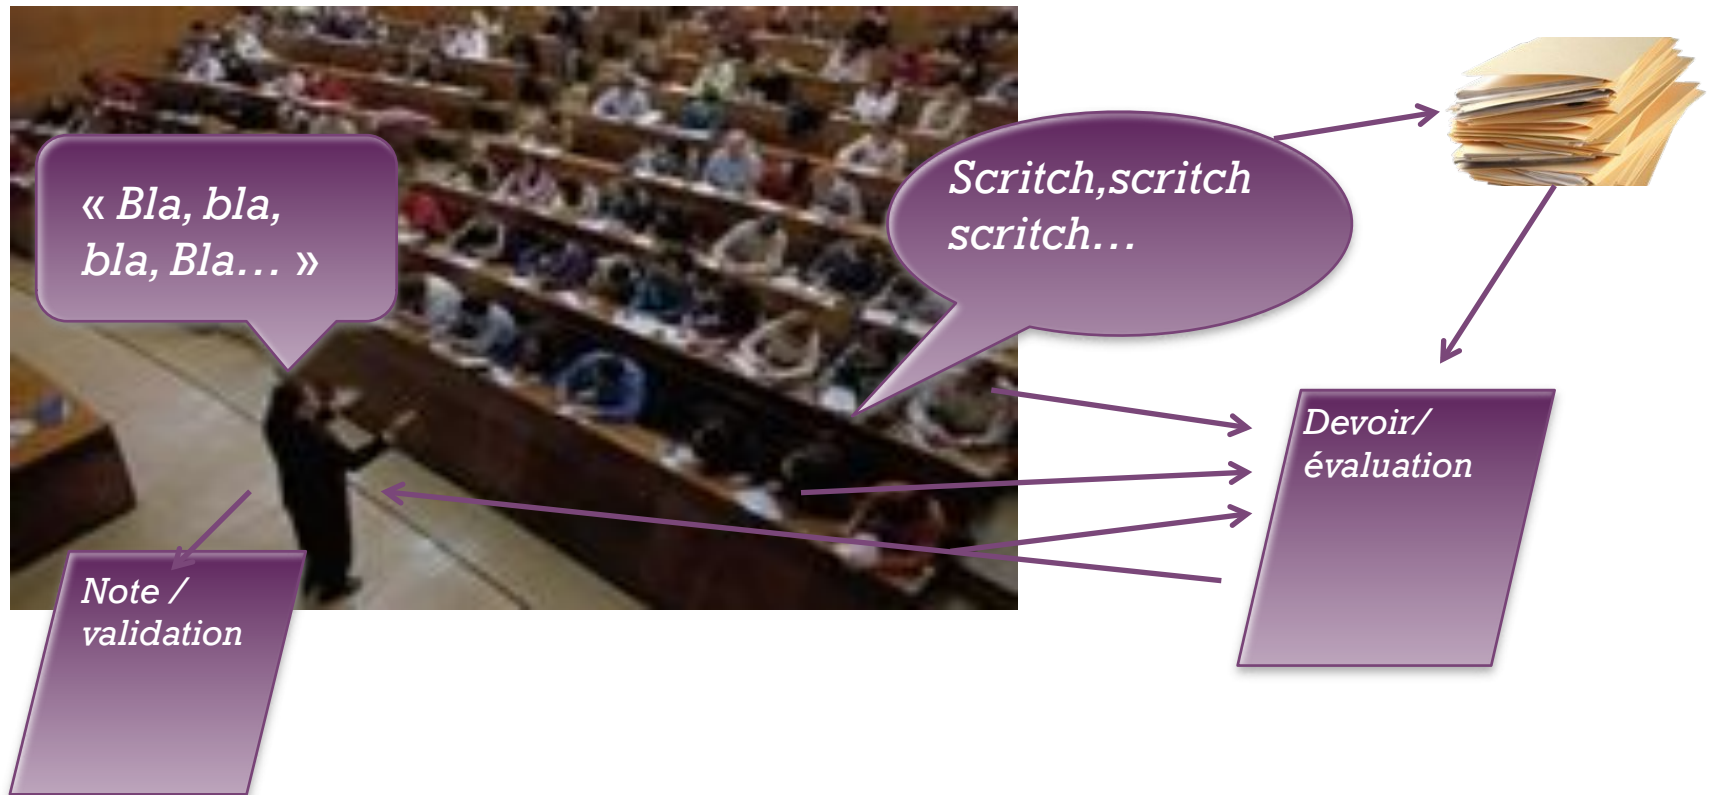 « Bla, bla,
bla, Bla… »
Scritch,scritch
scritch…
Devoir/
évaluation
Note /
validation